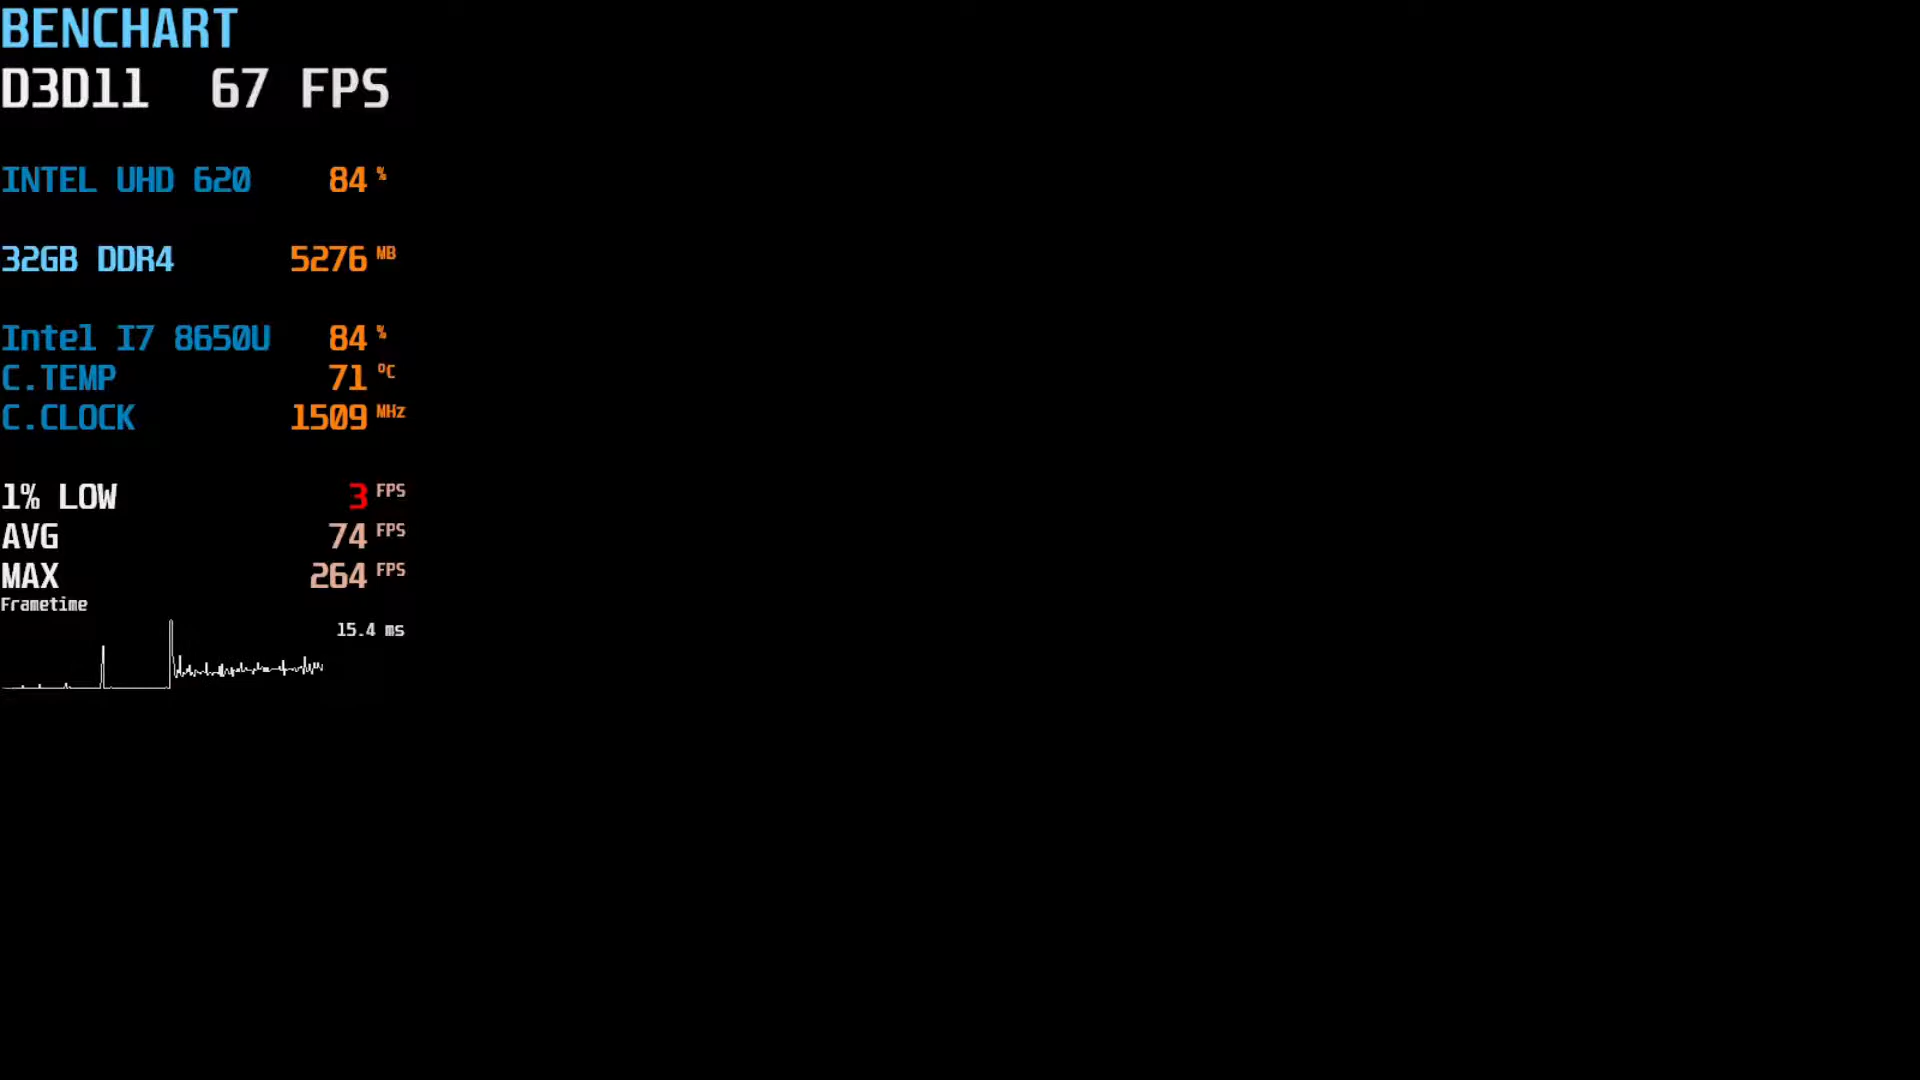 BENCHART
D3D11 67 FPS
INTEL UHD 620 84 %
32GB DDR4 5276 MB
Intel I7 8650U 84 %
C.TEMP 71 °C
C.CLOCK 1509 MHz
1% LOW 3 FPS
AVG 74 FPS
MAX 264 FPS
Frametime
15.4 ms